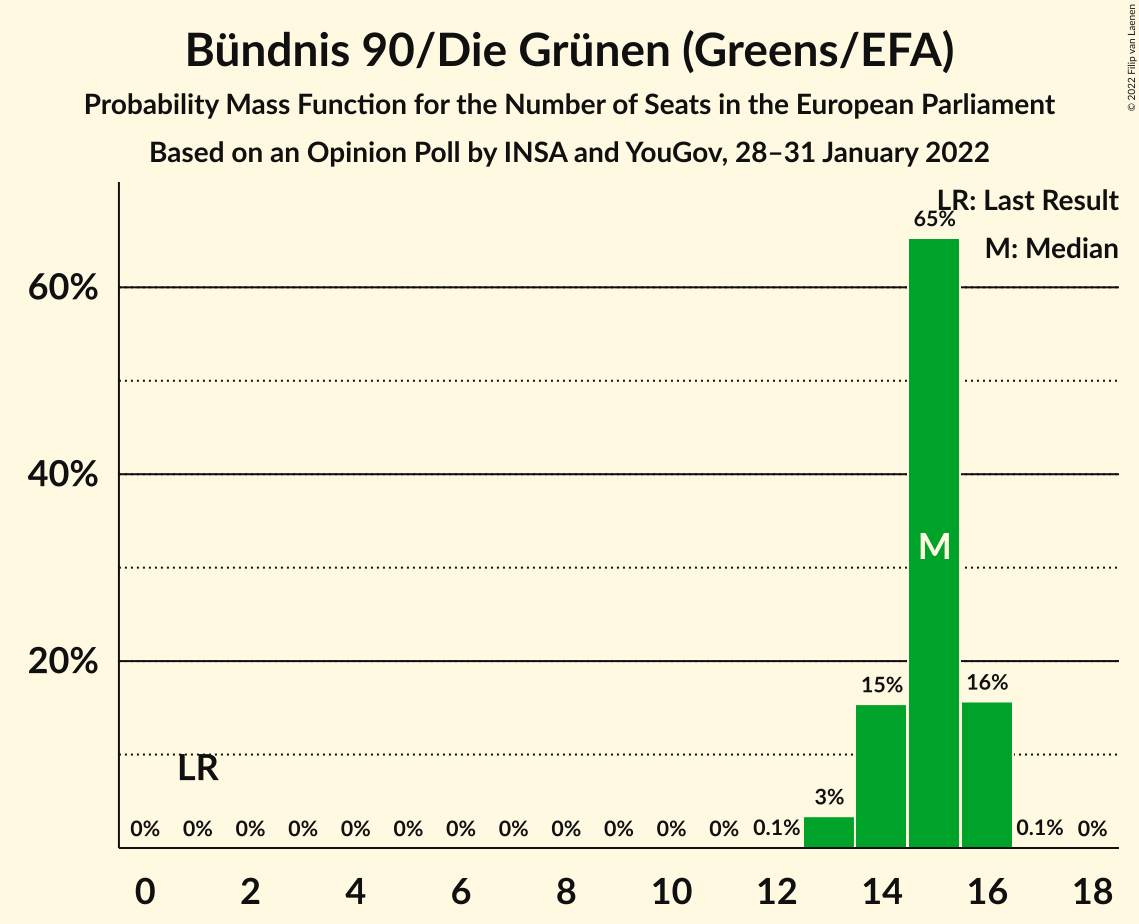 Bündnis 90/Die Grünen (Greens/EFA)
Probability Mass Function for the Number of Seats in the European Parliament
Based on an Opinion Poll by INSA and YouGov, 28–31 January 2022
© 2022 Filip van Laenen
LR: Last Result
M: Median
65%
60%
40%
M
20%
15%
16%
LR
3%
0% 0% 0% 0% 0% 0% 0% 0% 0% 0% 0% 0% 0.1% 0.1% 0%
0 2 4 6 8 10 12 14 16 18